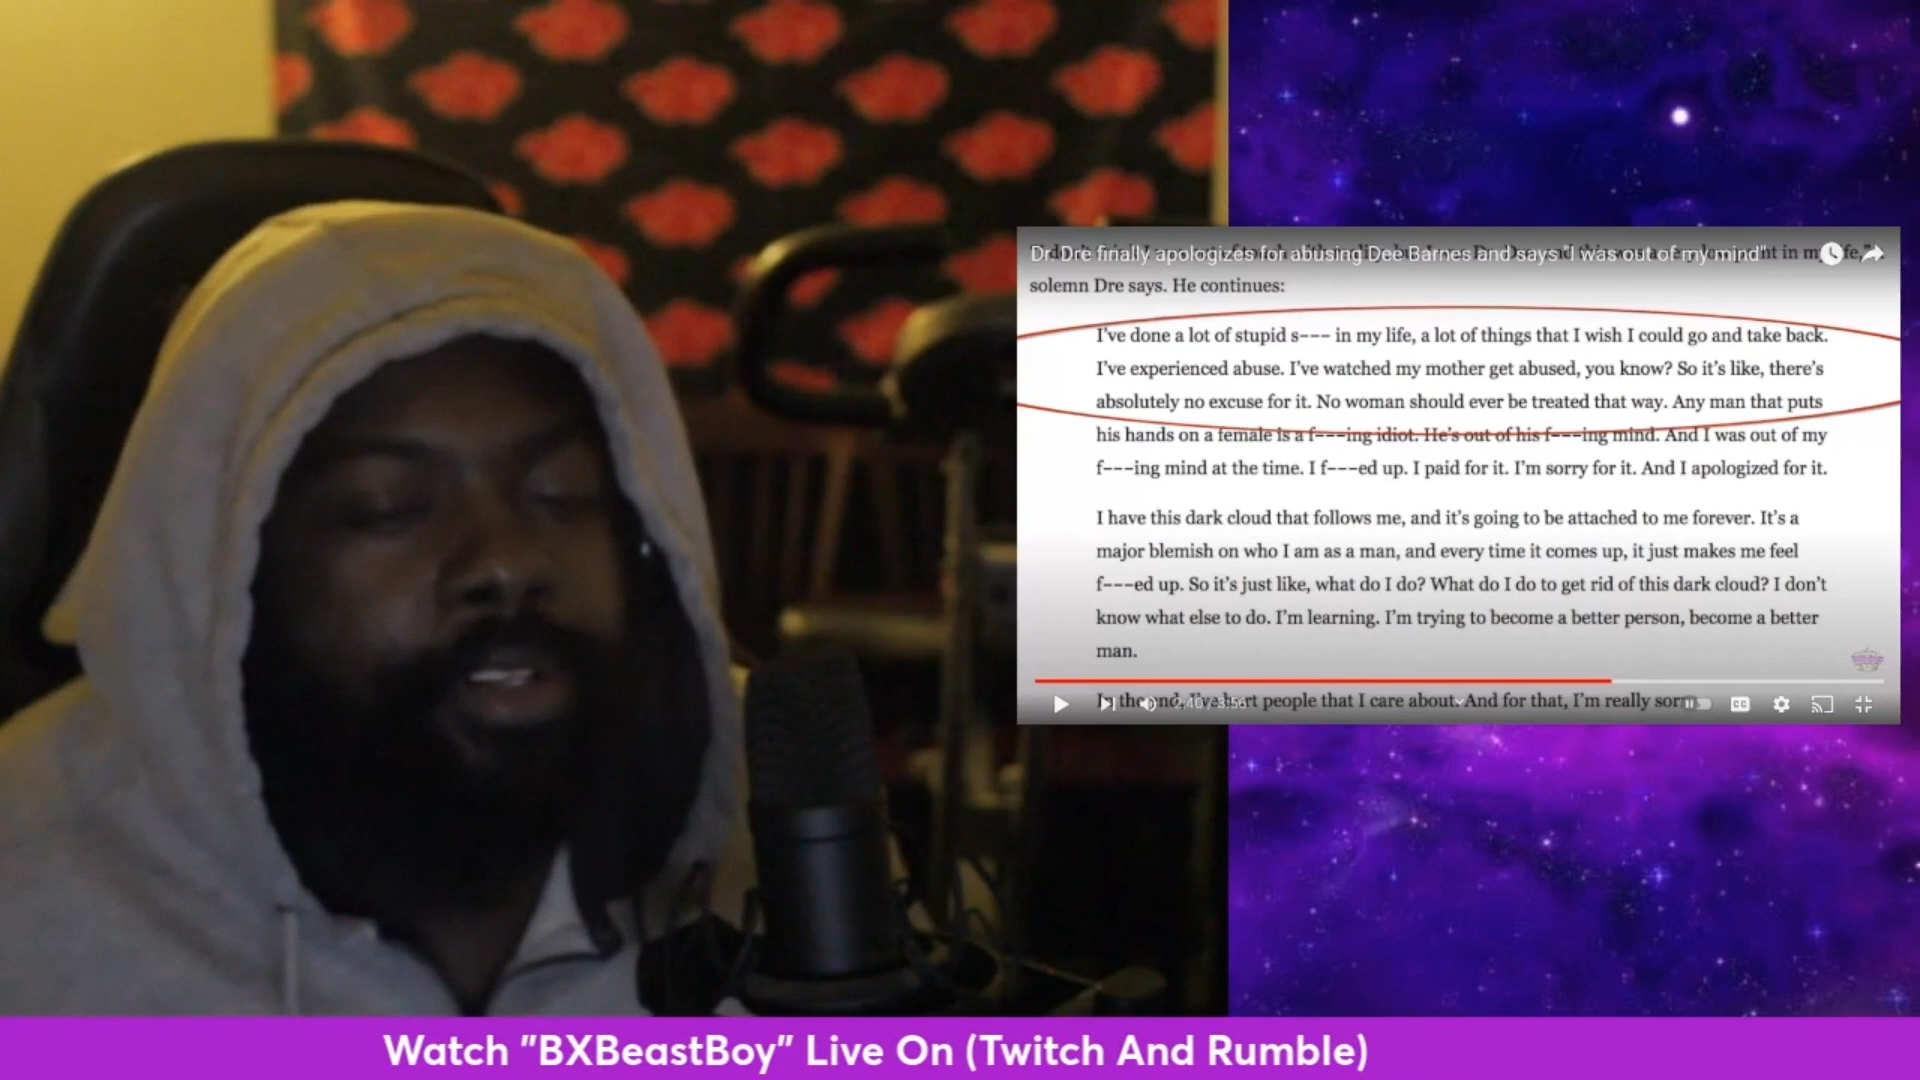 Dr Dre finally apologizes for abusing Dee Barnes and says "I was out of my mind"
solemn Dre says. He continues:
I've done a lot of stupid s--- in my life, a lot of things that I wish I could go and take back.
I've experienced abuse. I've watched my mother get abused, you know? So it's like, there's
absolutely no excuse for it. No woman should ever be treated that way. Any man that puts
his hands on a female is a f---ing idiot. He's out of his f---ing mind. And I was out of my
f---ing mind at the time. I f---ed up. I paid for it. I'm sorry for it. And I apologized for it.
I have this dark cloud that follows me, and it's going to be attached to me forever. It's a
major blemish on who I am as a man, and every time it comes up, it just makes me feel
f---ed up. So it's just like, what do I do? What do I do to get rid of this dark cloud? I don't
know what else to do. I'm learning. I'm trying to become a better person, become a better
man.
In the end, I've hurt people that I care about. And for that, I'm really
CC
Watch "BXBeastBoy" Live On (Twitch And Rumble)